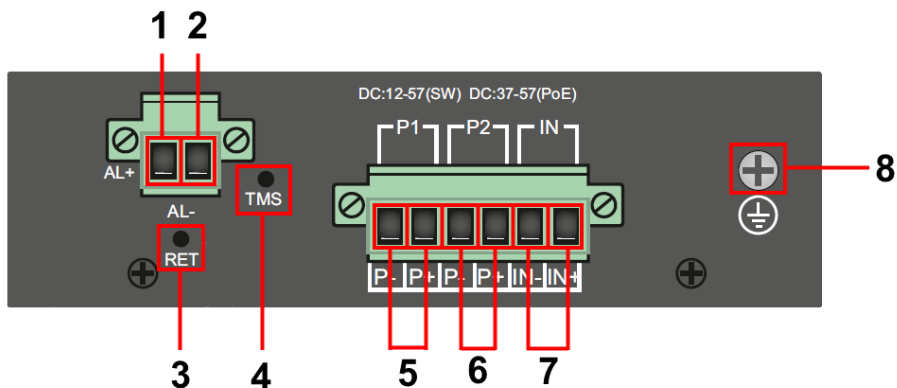 1 2
DC:12-57(SW) DC:37-57(PoE)
P1 P2 IN
AL+
TMS
AL-
RET
P- P+ P- P+ IN- IN+
8
3 4 5 6 7